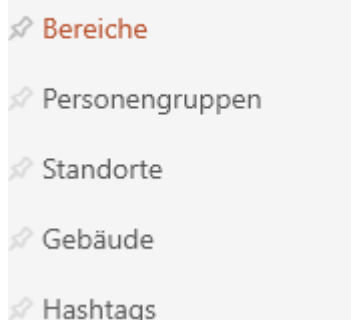 Bereiche
Personengruppen
Standorte
Gebäude
Hashtags